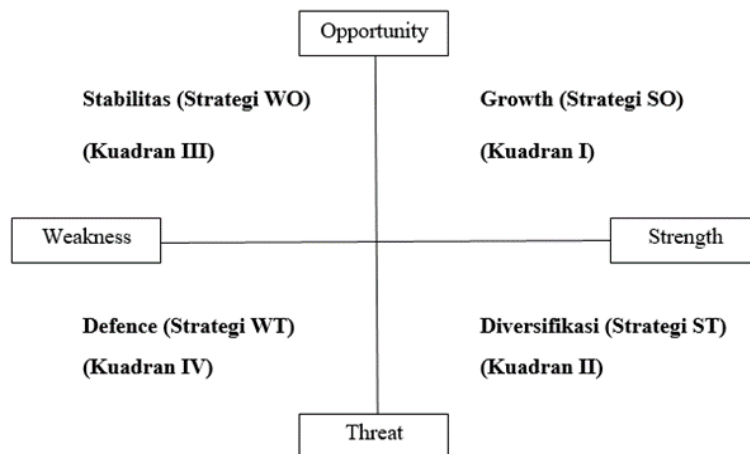 Opportunity
Stabilitas (Strategi WO)
(Kuadran III)
Growth (Strategi SO)
(Kuadran I)
Weakness
Strength
Defence (Strategi WT)
(Kuadran IV)
Diversifikasi (Strategi ST)
(Kuadran II)
Threat